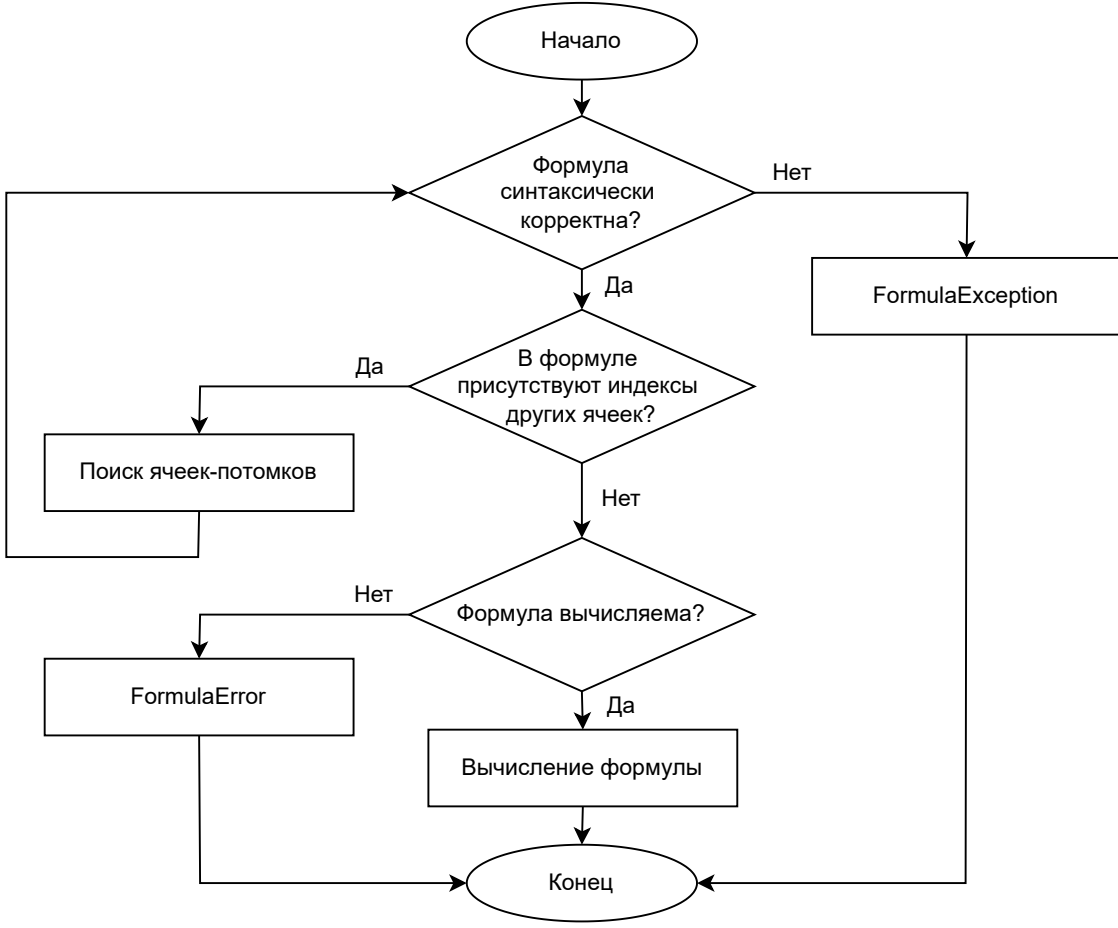 Начало
Формула
синтаксически
корректна?
Нет
FormulaException
Да
В формуле
присутствуют индексы
других ячеек?
Да
Поиск ячеек-потомков
Нет
Формула вычисляема?
Нет
FormulaError
Да
Вычисление формулы
Конец